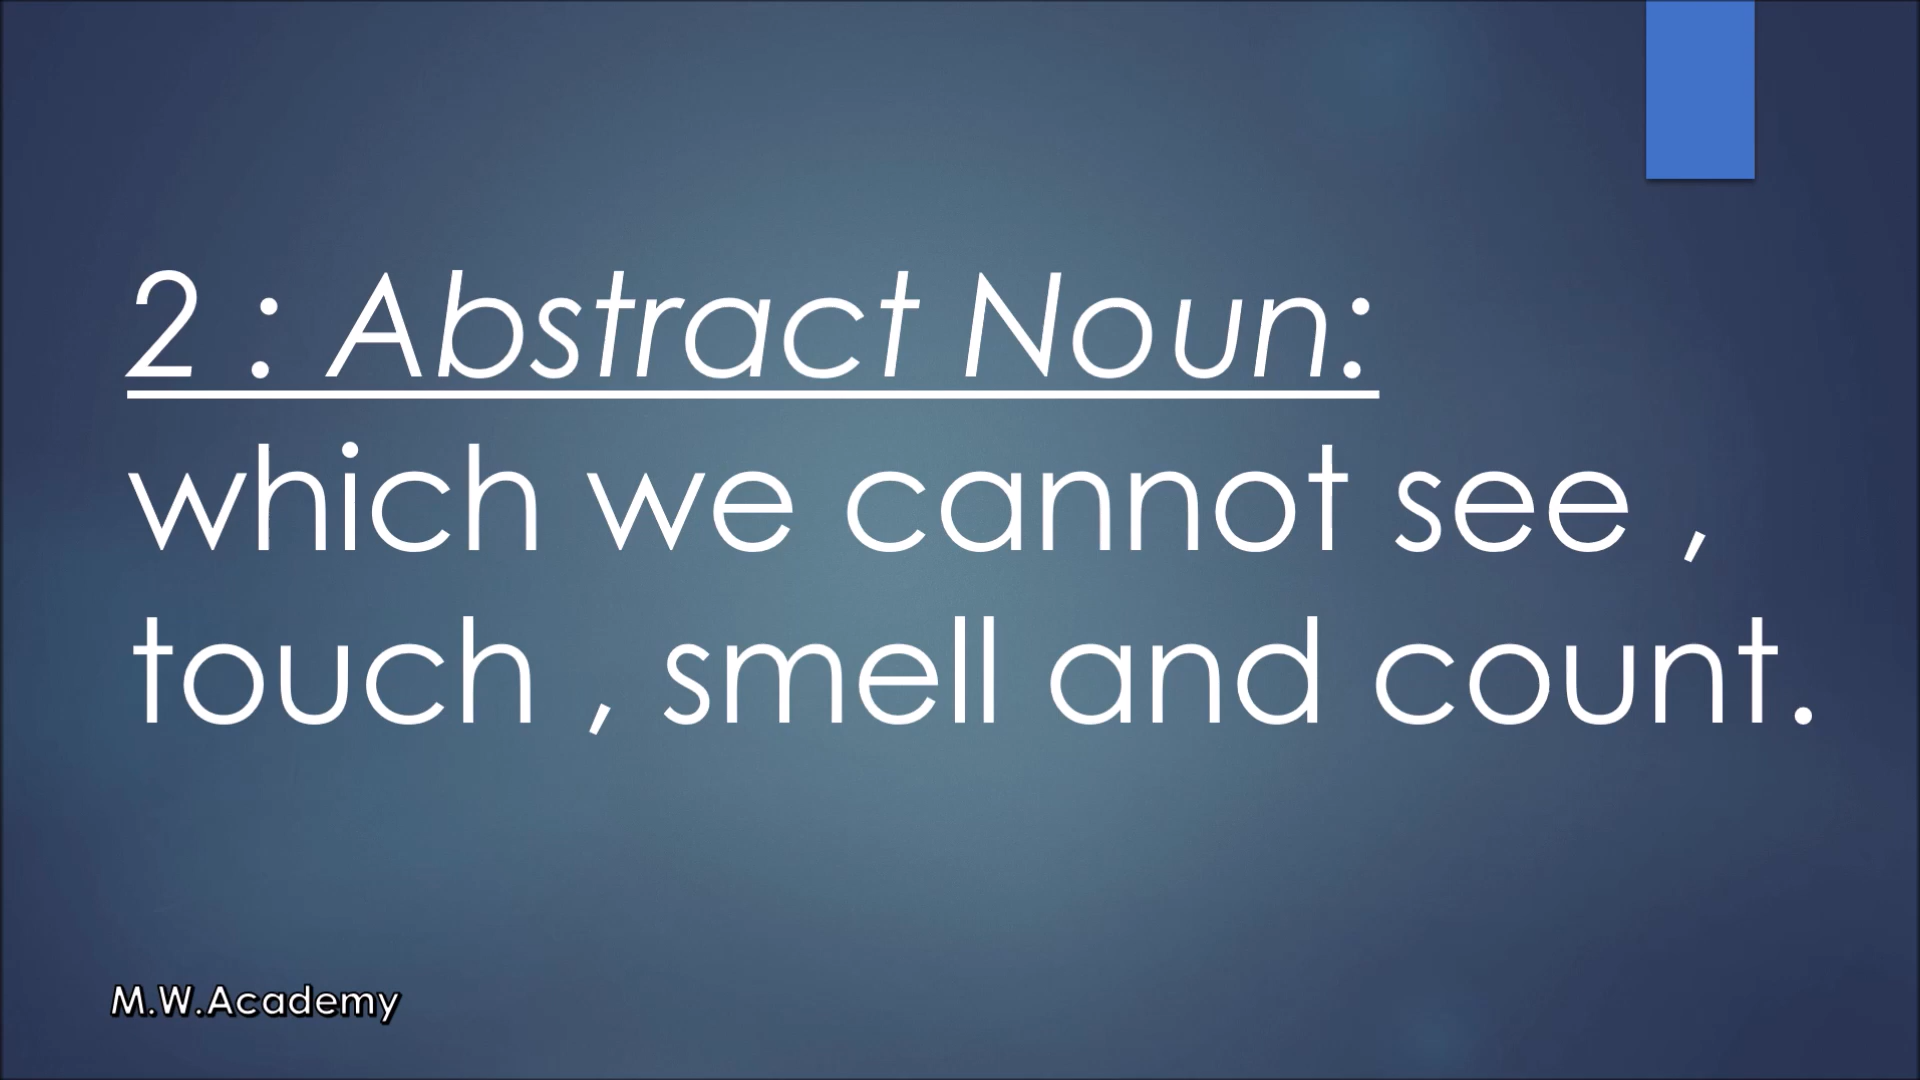 2 : Abstract Noun:
which we cannot see ,
touch , smell and count.
M.W.Academy